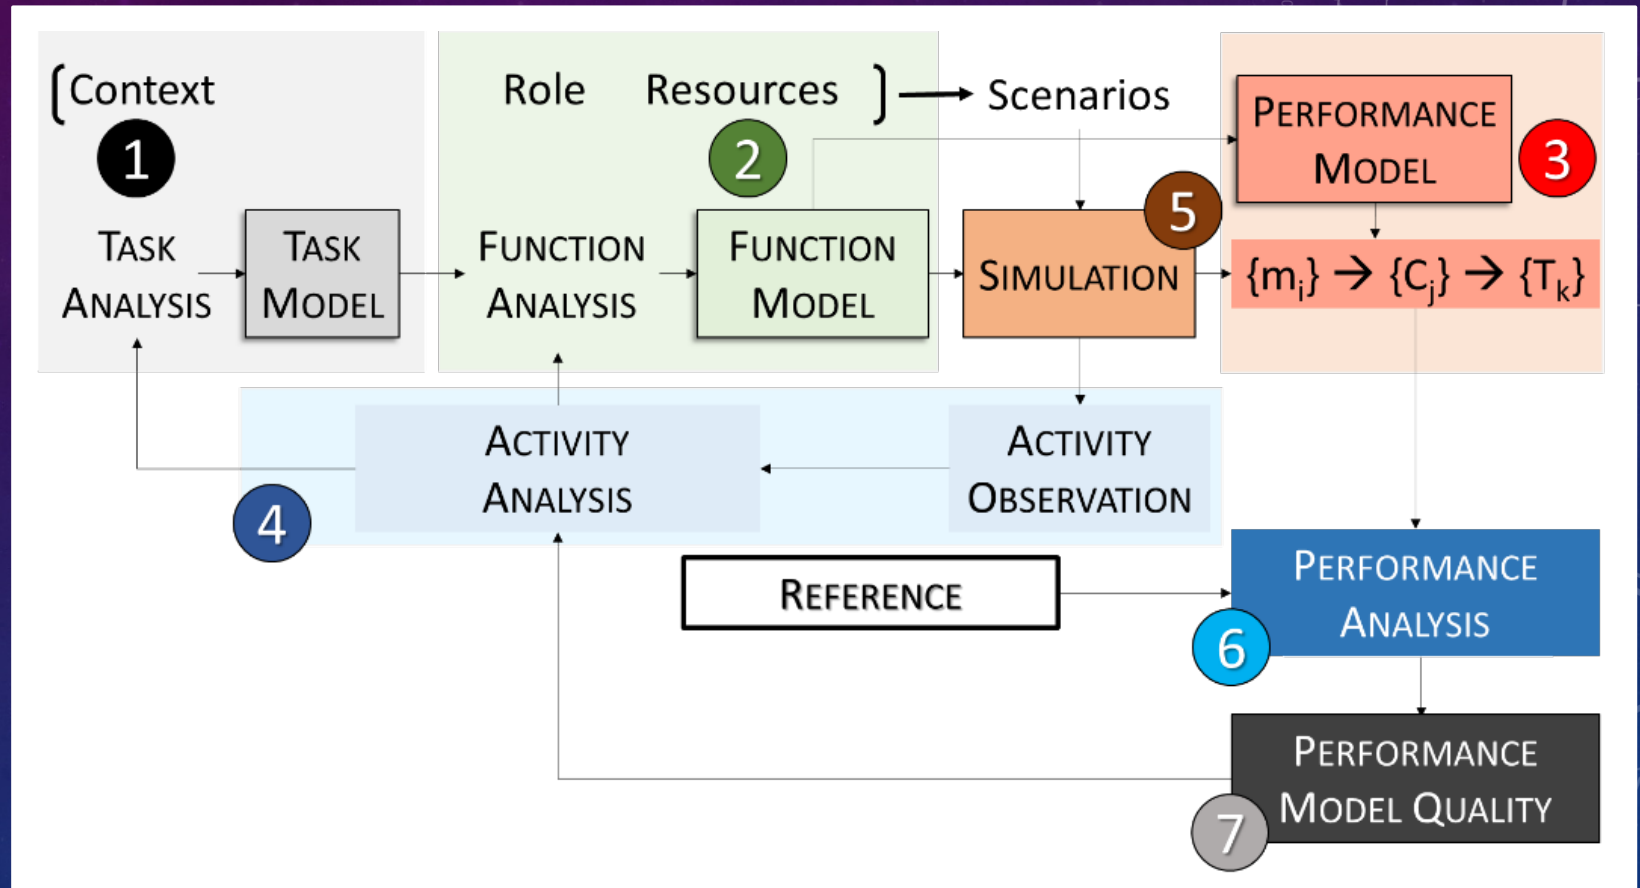 [Context
Role
Resources ]
Scenarios
1
2
3
5
PERFORMANCE
MODEL
TASK
ANALYSIS
TASK
MODEL
FUNCTION
ANALYSIS
FUNCTION
MODEL
SIMULATION
{mi} → {Cj} → {Tk}
ACTIVITY
ANALYSIS
ACTIVITY
OBSERVATION
4
REFERENCE
PERFORMANCE
ANALYSIS
6
PERFORMANCE
MODEL QUALITY
7